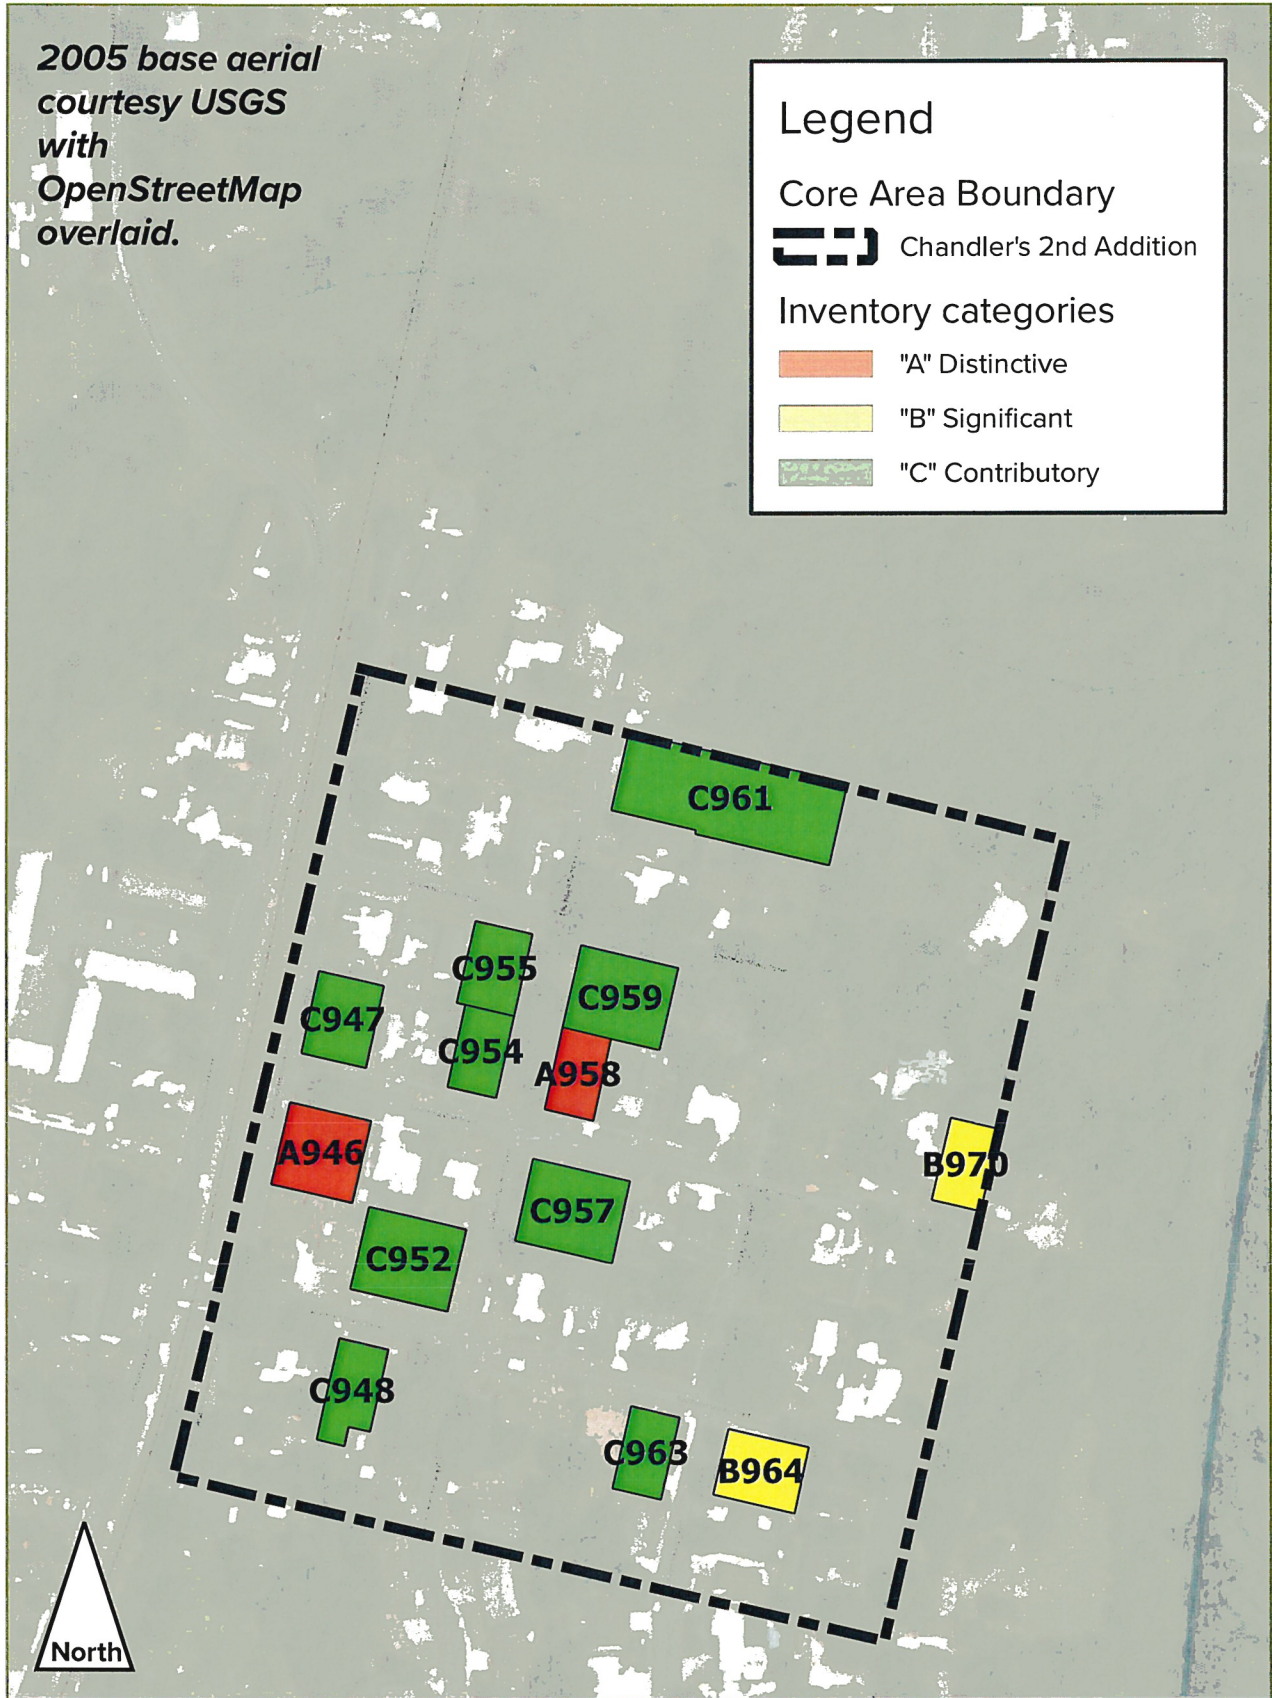 2005 base aerial
courtesy USGS
with
OpenStreetMap
overlaid.
Legend
Core Area Boundary
Chandler's 2nd Addition
Inventory categories
"A" Distinctive
"B" Significant
"C" Contributory
C961
C955
C959
C947
C954
A958
A946
B970
C957
C952
C948
C963
B964
North